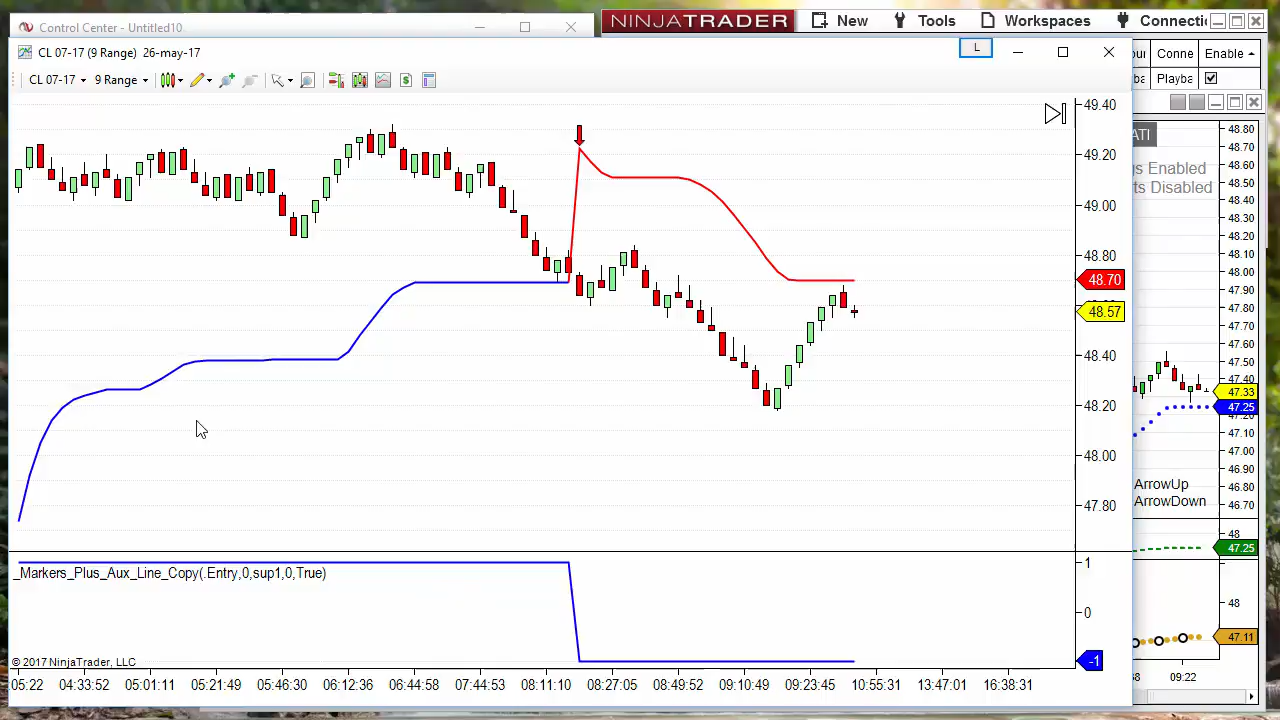 Control Center - Untitled10
NINJATRADER
New
Tools
Workspaces
Connecti
CL 07-17 (9 Range) 26-may-17
L
Conne
Enable
CL 07-17
9 Range
Playba
49.40
49.20
49.00
48.80
48.70
48.57
48.40
48.20
48.00
47.80
ATI
gs Enabled
ts Disabled
48.80
48.70
48.60
48.50
48.40
48.30
48.20
48.10
48.00
47.90
47.80
47.70
47.60
47.50
47.40
47.33
47.25
47.20
47.10
47.00
46.90
46.80
46.70
ArrowUp
ArrowDown
48
47.25
48
47.11
09:22
_Markers_Plus_Aux_Line_Copy(.Entry,0,sup1,0,True)
1
0
-1
© 2017 NinjaTrader, LLC
05:22
04:33:52
05:01:11
05:21:49
05:46:30
06:12:36
06:44:58
07:44:53
08:11:10
08:27:05
08:49:52
09:10:49
09:23:45
10:55:31
13:47:01
16:38:31